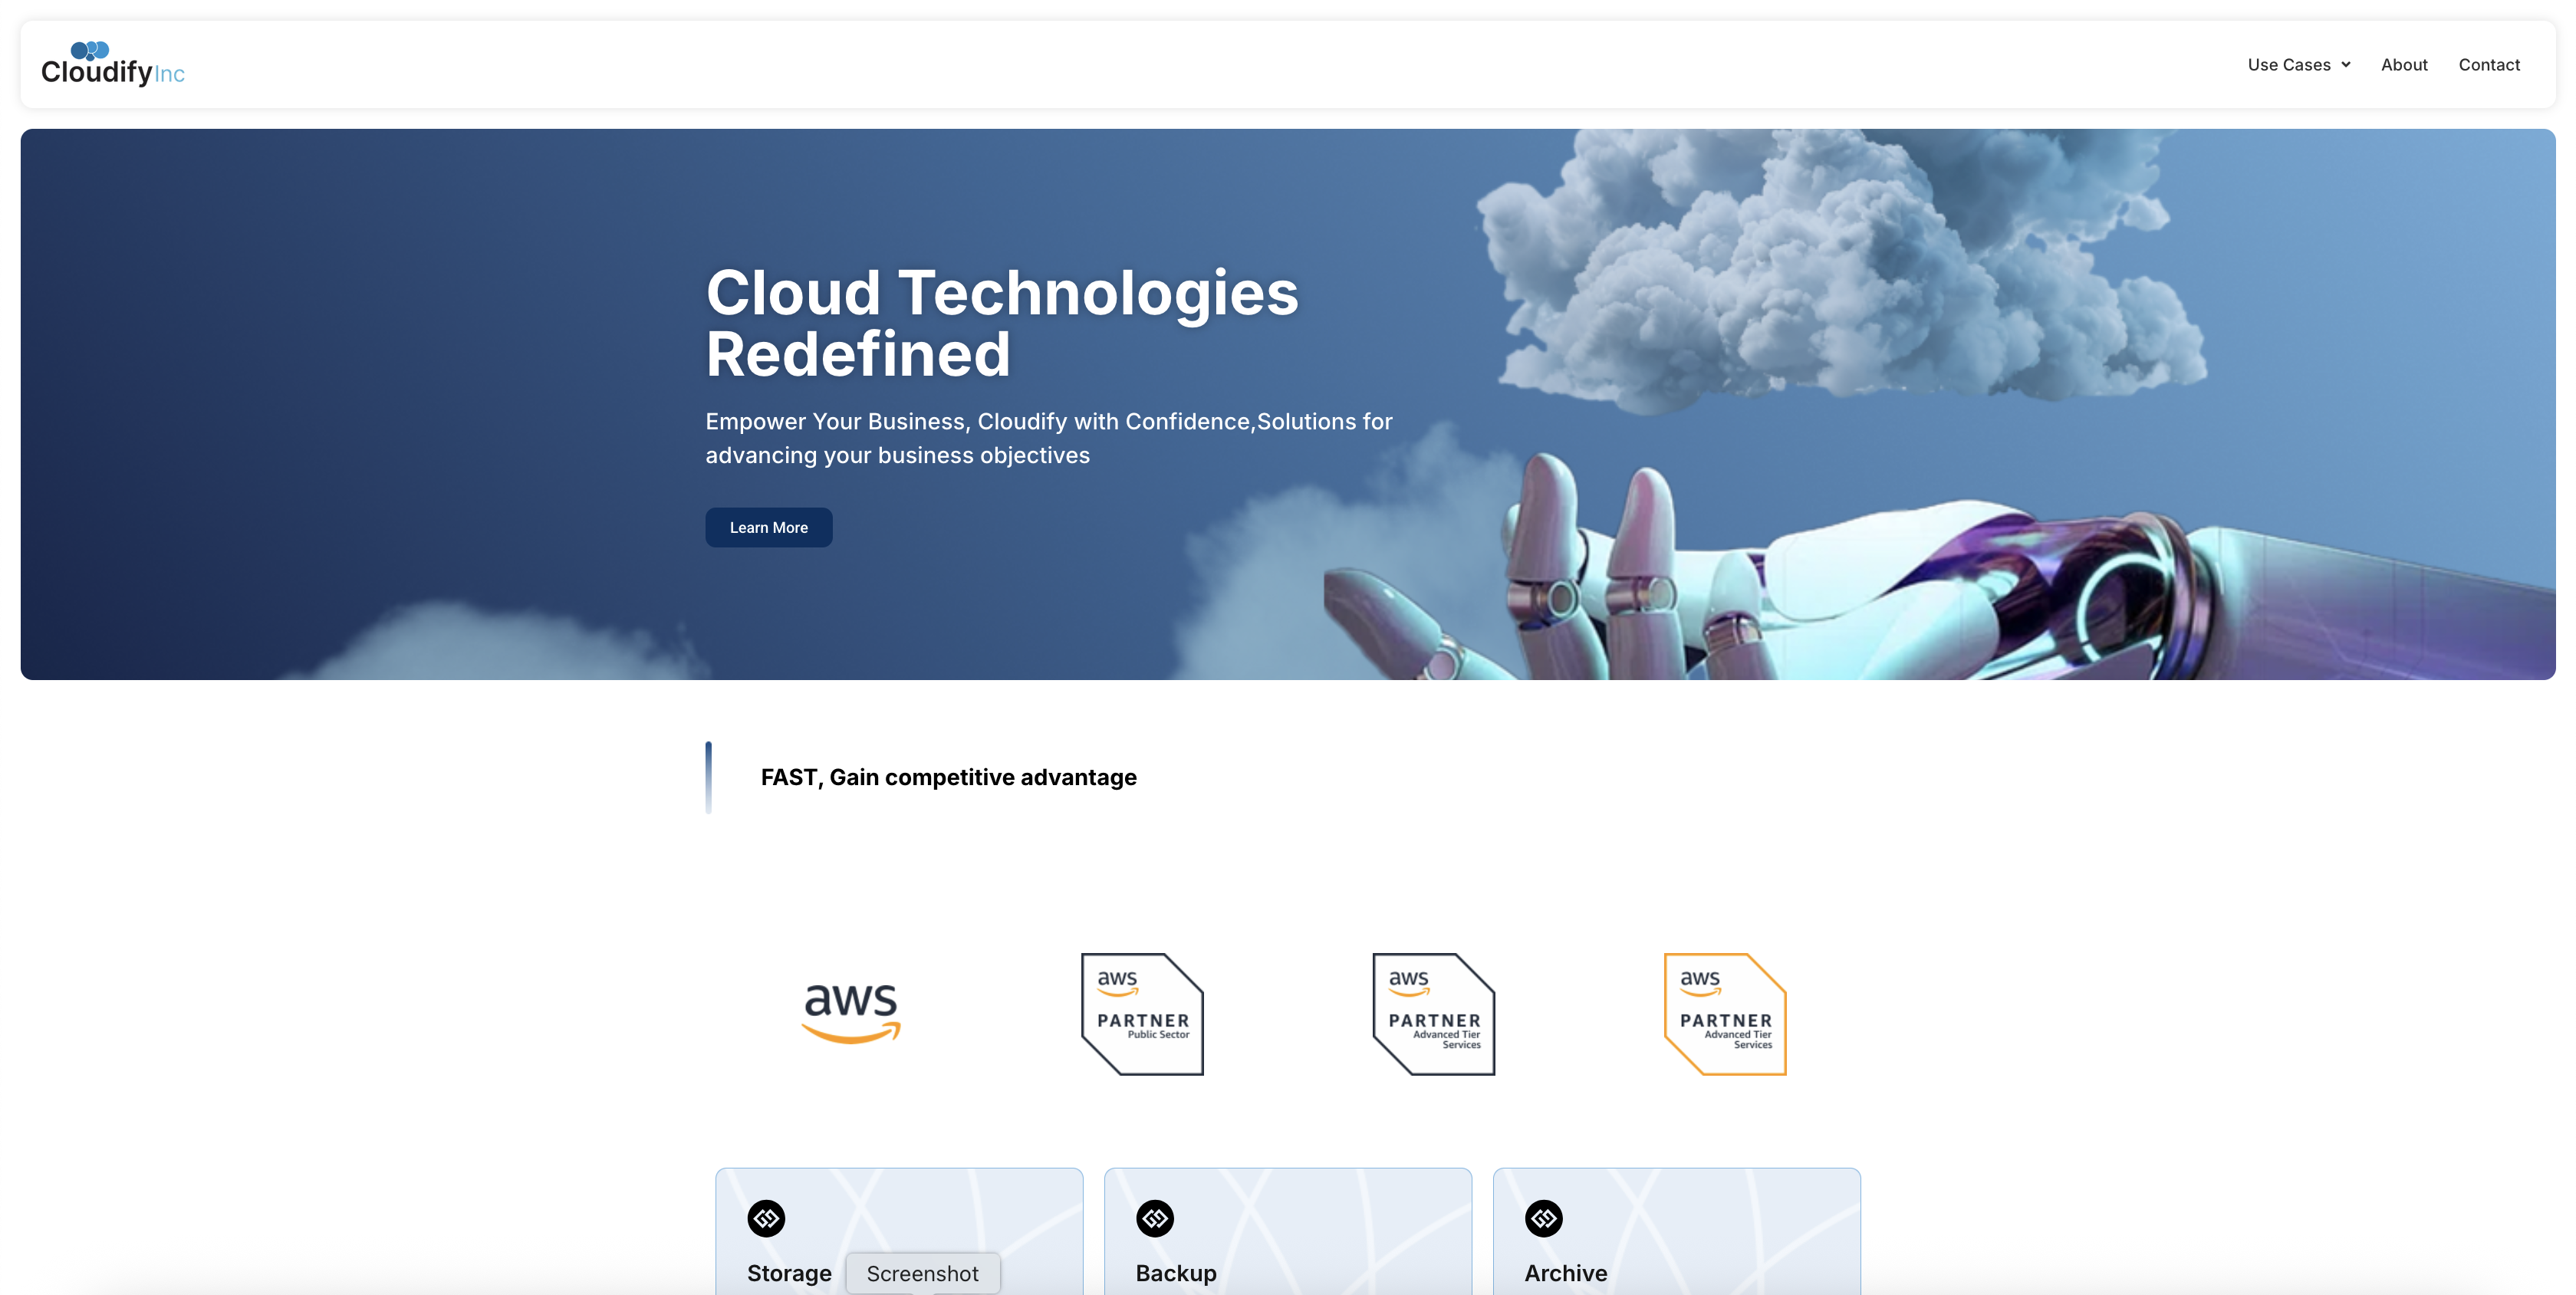 CloudifyInc
Use Cases
About
Contact
Cloud Technologies
Redefined
Empower Your Business, Cloudify with Confidence,Solutions for
advancing your business objectives
Learn More
FAST, Gain competitive advantage
aws
aws
PARTNER
Public Sector
aws
PARTNER
Advanced Tier
Services
aws
PARTNER
Advanced Tier
Services
Storage
Screenshot
Backup
Archive